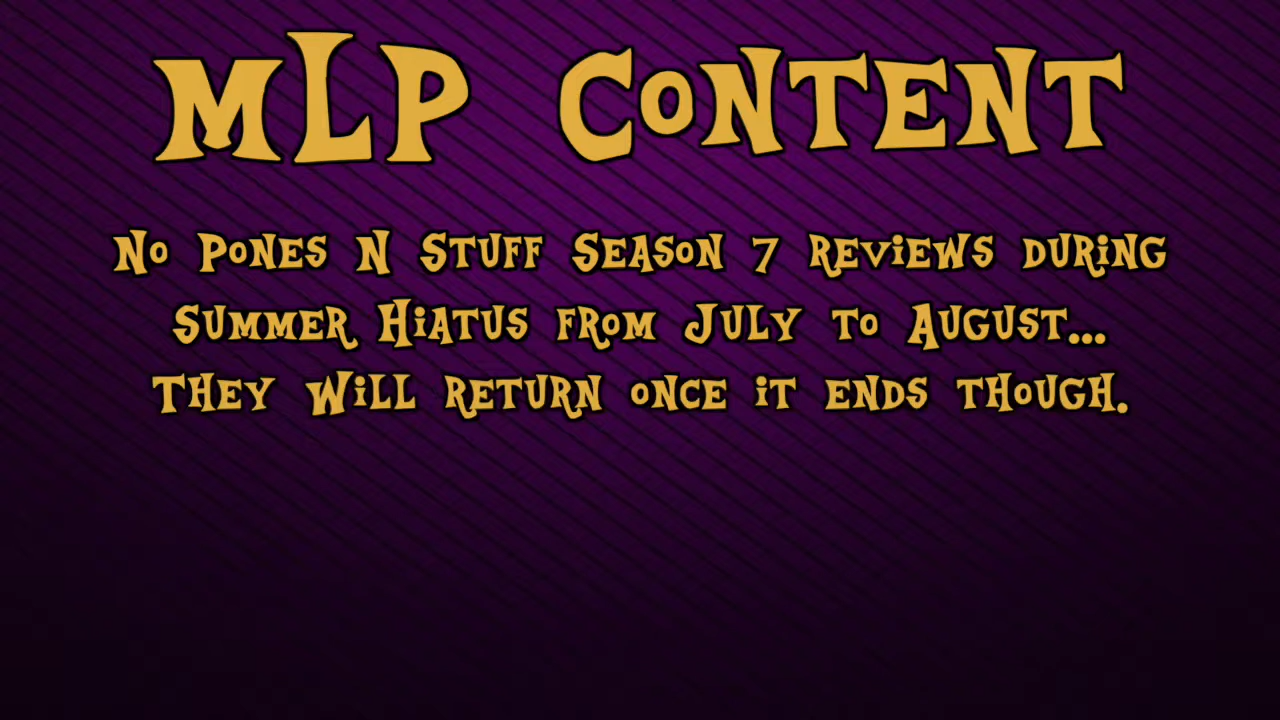 MLP Content
No Pones N Stuff Season 7 reviews during
Summer Hiatus from July to August...
They Will return once it ends though.